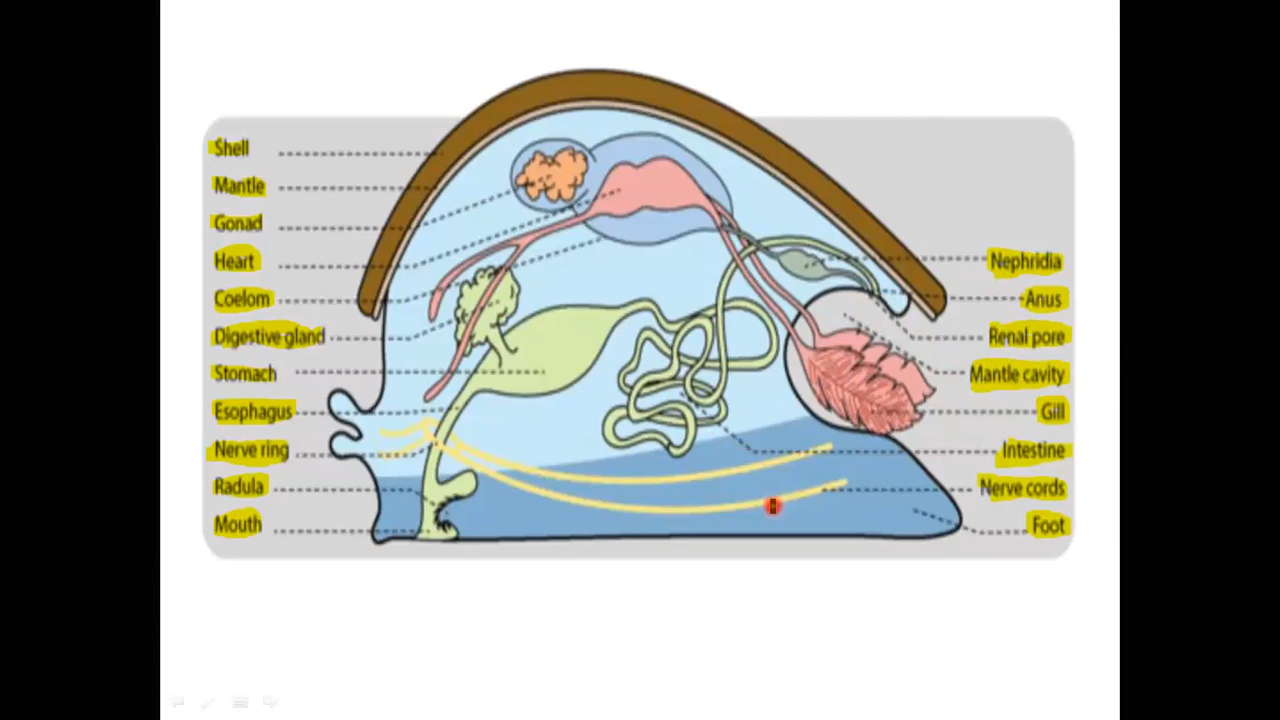 Shell
Mantle
Gonad
Heart
Coelom
Digestive gland
Stomach
Esophagus
Nerve ring
Radula
Mouth
Nephridia
Anus
Renal pore
Mantle cavity
Gill
Intestine
Nerve cords
Foot